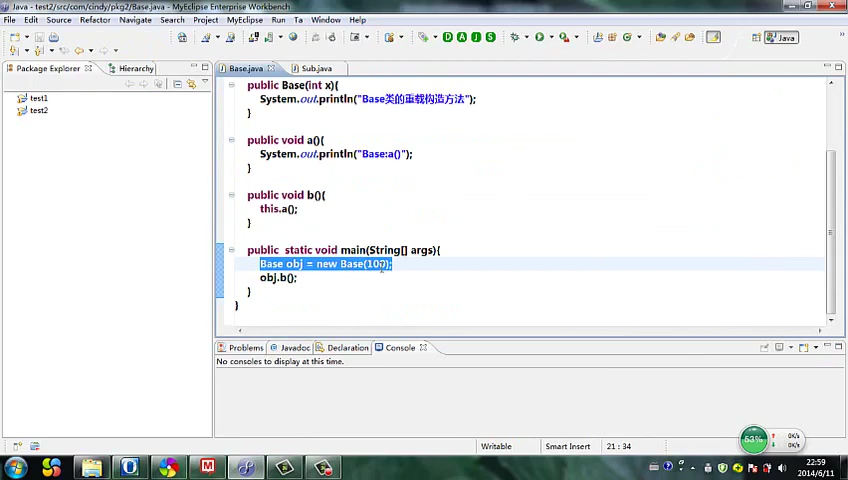 Java - test2/src/com/cindy/pkg2/Base.java - MyEclipse Enterprise Workbench
File Edit Source Refactor Navigate Search Project MyEclipse Run Tools Window Help
Java
Package Explorer Hierarchy
test1
test2
Base.java Sub.java
public Base(int x){
System.out.println("Base类的重载构造方法");
}
public void a(){
System.out.println("Base:a()");
}
public void b(){
this.a();
}
public static void main(String[] args){
Base obj = new Base(100);
obj.b();
}
}
Problems Javadoc Declaration Console
No consoles to display at this time.
Writable Smart Insert 21 : 34
53% 0K/s
0K/s
22:59
2014/6/11